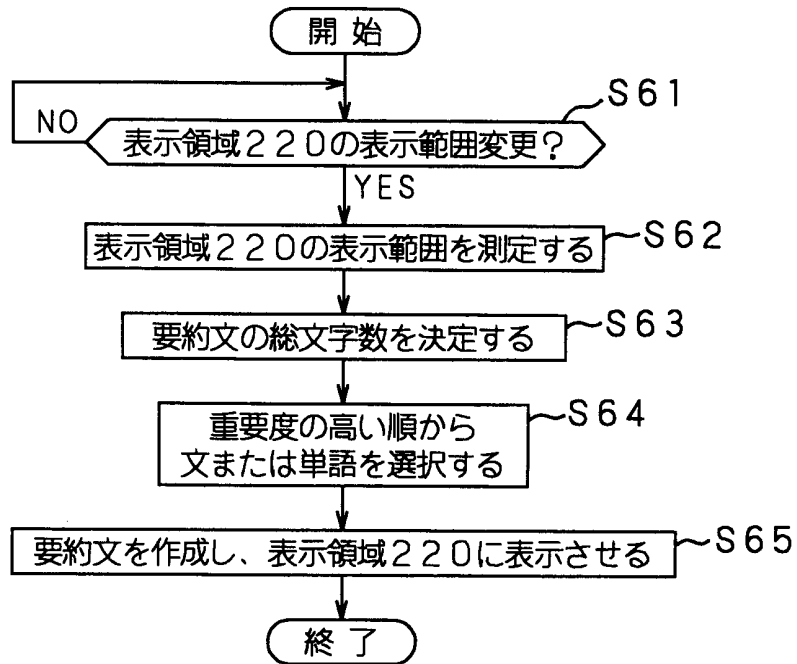 開始
S61
NO
表示領域220の表示範囲変更?
YES
表示領域220の表示範囲を測定する
S62
要約文の総文字数を決定する
S63
重要度の高い順から
文または単語を選択する
S64
要約文を作成し、表示領域220に表示させる
S65
終了